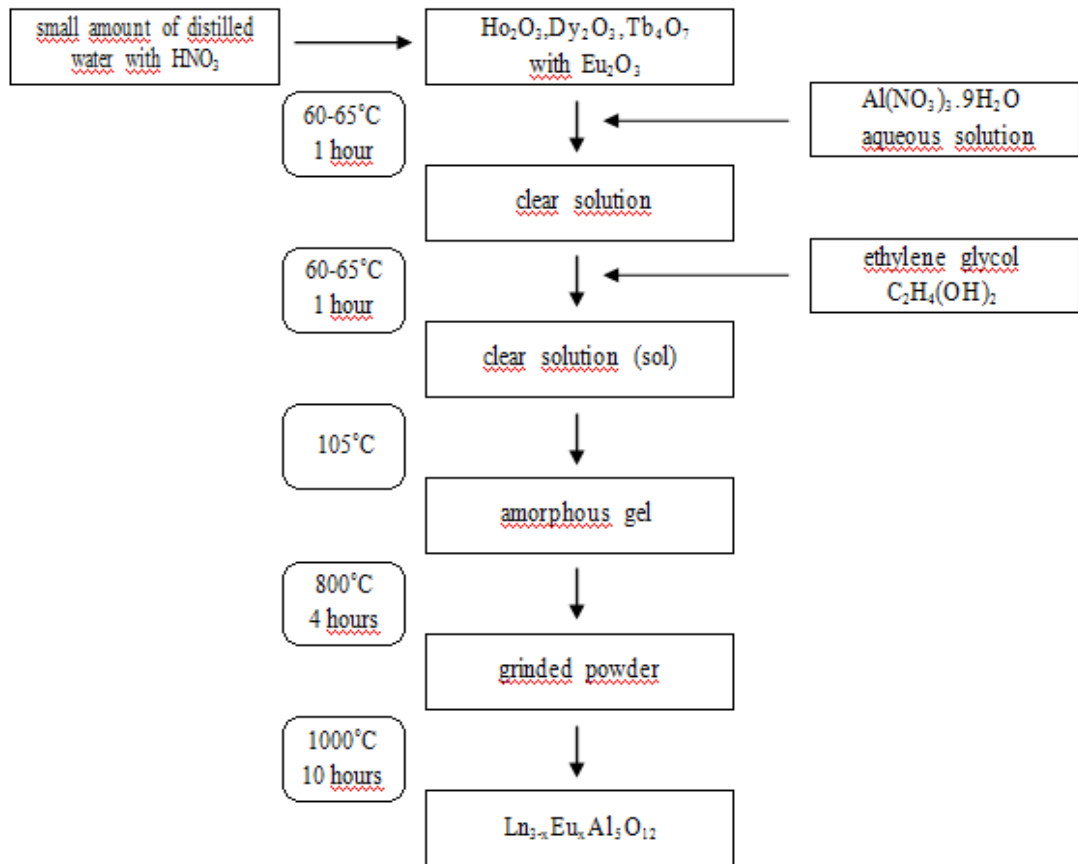 small amount of distilled
water with HNO₃
Ho₂O₃,Dy₂O₃,Tb₄O₇
with Eu₂O₃
60-65°C
1 hour
Al(NO₃)₃.9H₂O
aqueous solution
clear solution
60-65°C
1 hour
ethylene glycol
C₂H₄(OH)₂
clear solution (sol)
105°C
amorphous gel
800°C
4 hours
grinded powder
1000°C
10 hours
Ln₃₋ₓEuₓAl₅O₁₂